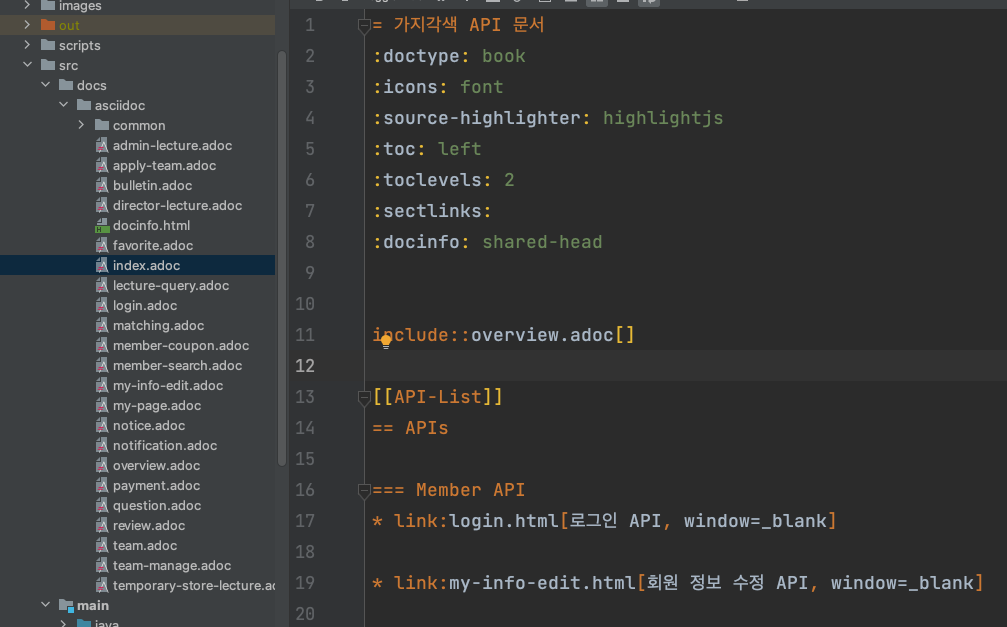 images
out
scripts
src
docs
asciidoc
common
admin-lecture.adoc
apply-team.adoc
bulletin.adoc
director-lecture.adoc
docinfo.html
favorite.adoc
index.adoc
lecture-query.adoc
login.adoc
matching.adoc
member-coupon.adoc
member-search.adoc
my-info-edit.adoc
my-page.adoc
notice.adoc
notification.adoc
overview.adoc
payment.adoc
question.adoc
review.adoc
team.adoc
team-manage.adoc
temporary-store-lecture.ac
main
java
1 = 가지각색 API 문서
2 :doctype: book
3 :icons: font
4 :source-highlighter: highlightjs
5 :toc: left
6 :toclevels: 2
7 :sectlinks:
8 :docinfo: shared-head
9
10
11 include::overview.adoc[]
12
13 [[API-List]]
14 == APIs
15
16 === Member API
17 * link:login.html[로그인 API, window=_blank]
18
19 * link:my-info-edit.html[회원 정보 수정 API, window=_blank]
20